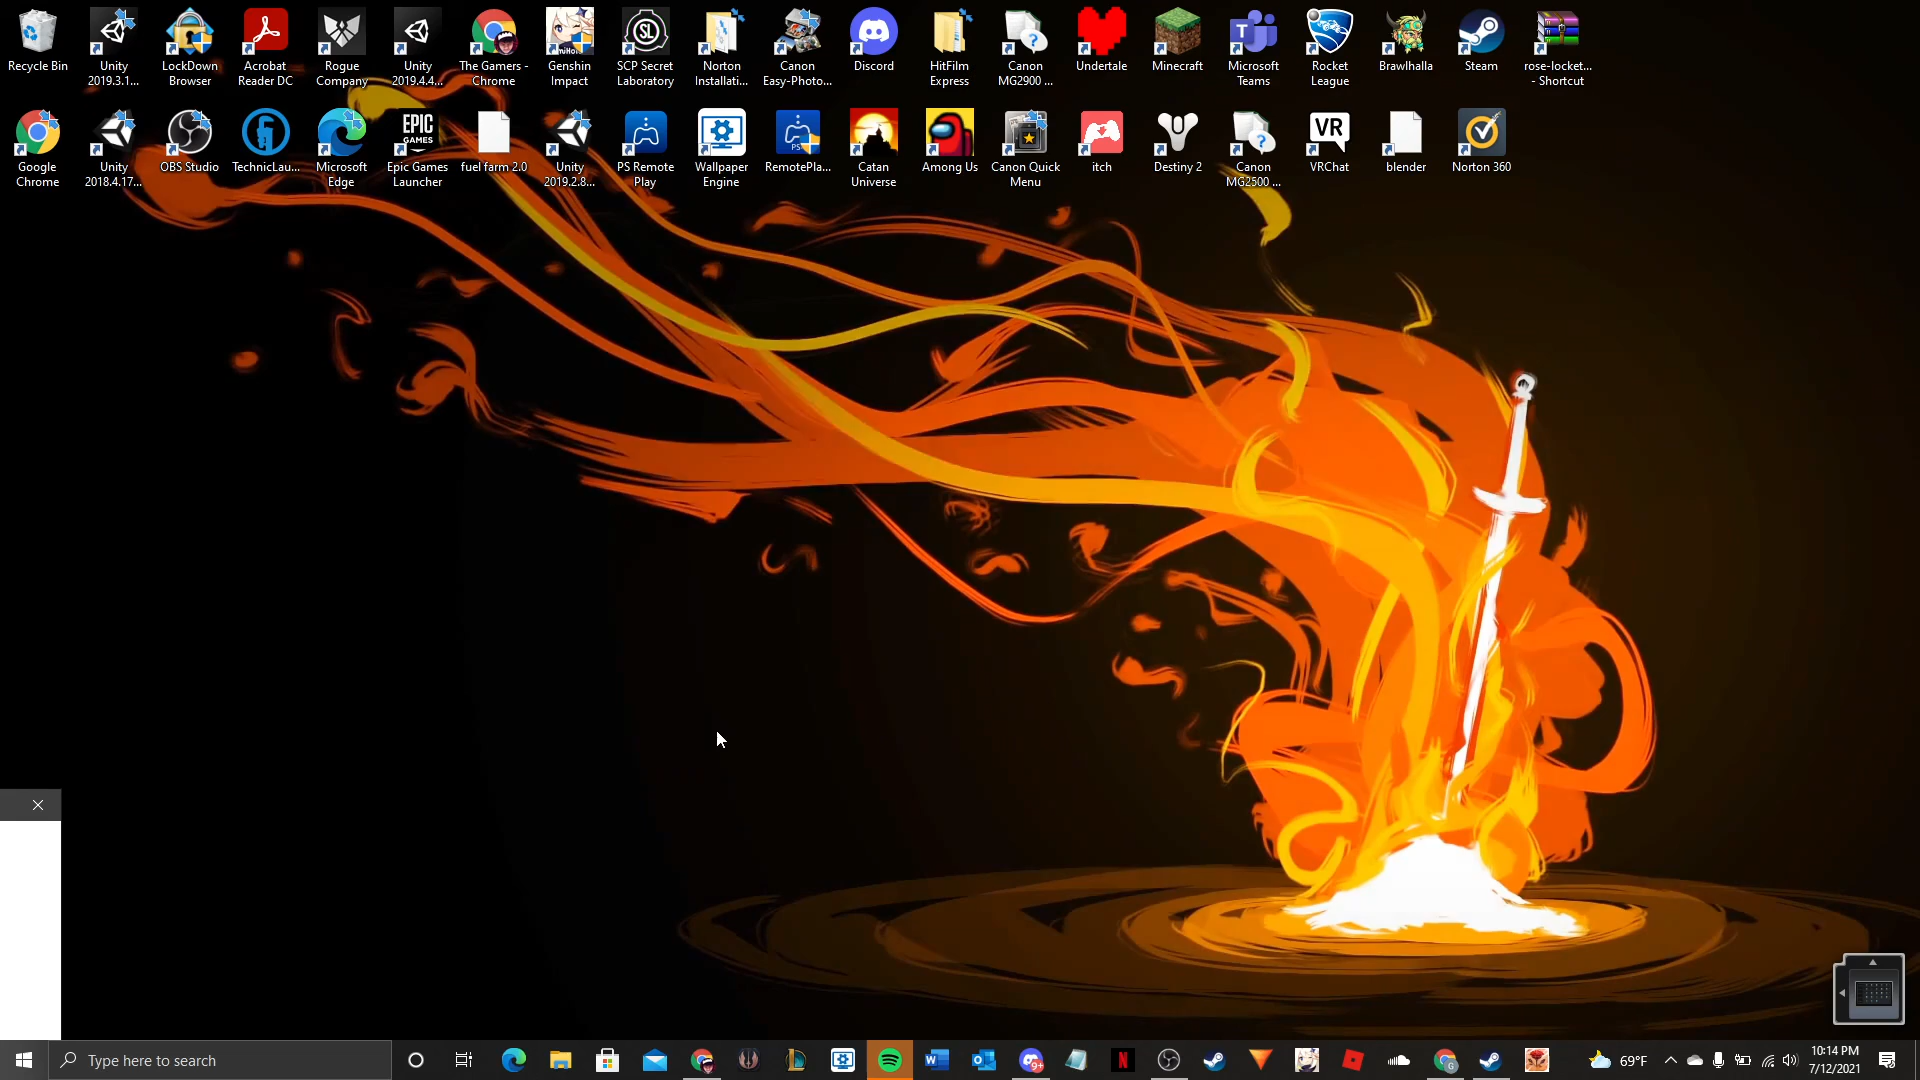 Recycle Bin
Unity 2019.3.1...
LockDown Browser
Acrobat Reader DC
Rogue Company
Unity 2019.4.4...
The Gamers - Chrome
Genshin Impact
SCP Secret Laboratory
Norton Installati...
Canon Easy-Photo...
Discord
HitFilm Express
Canon MG2900 ...
Undertale
Minecraft
Microsoft Teams
Rocket League
Brawlhalla
Steam
rose-locket... - Shortcut
Google Chrome
Unity 2018.4.17...
OBS Studio
TechnicLau...
Microsoft Edge
EPIC GAMES
Epic Games Launcher
fuel farm 2.0
Unity 2019.2.8...
PS Remote Play
Wallpaper Engine
RemotePla...
Catan Universe
Among Us
Canon Quick Menu
itch
Destiny 2
Canon MG2500 ...
VR
VRChat
blender
Norton 360
Type here to search
9+
69°F
10:14 PM
7/12/2021